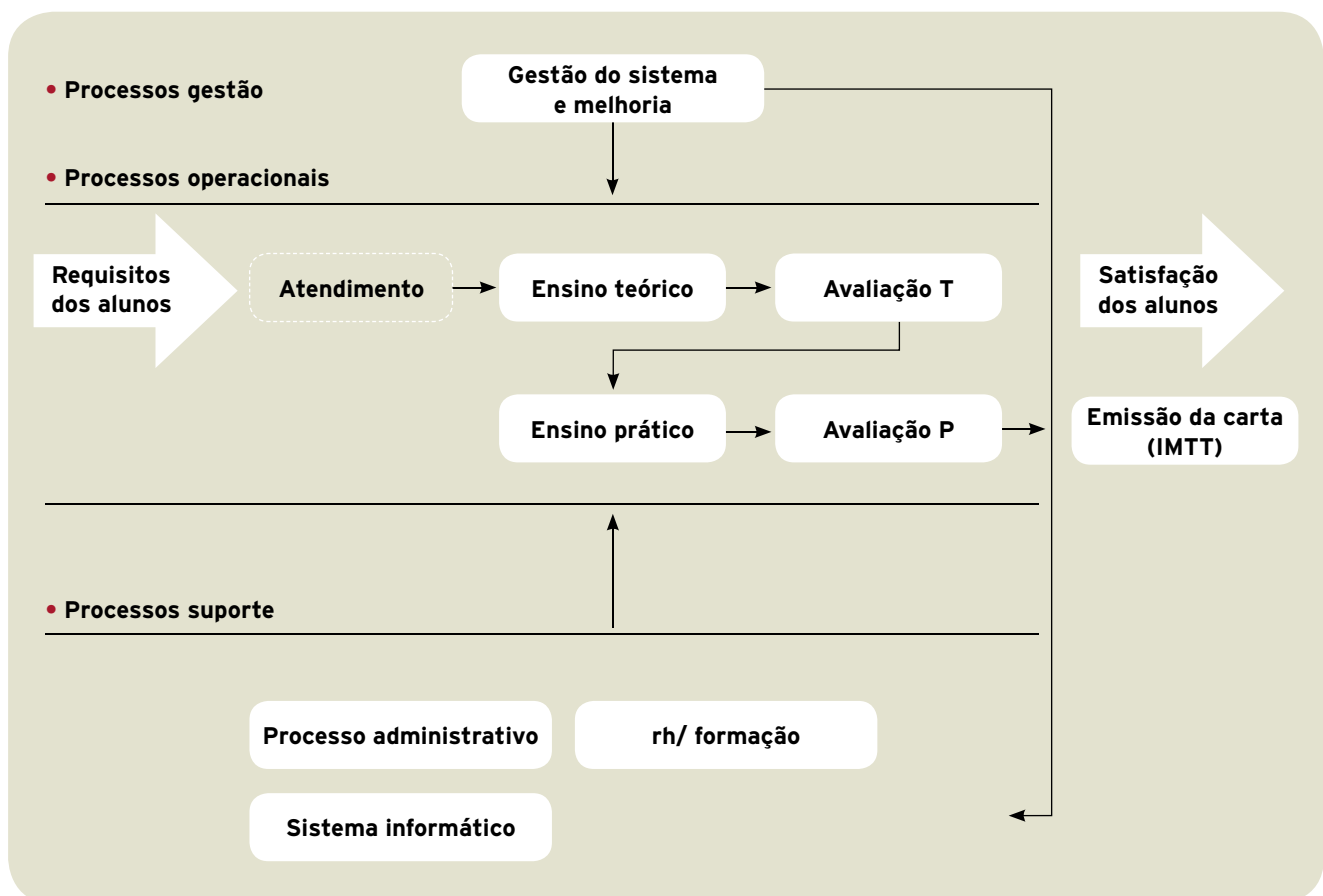 • Processos gestão
Gestão do sistema
e melhoria
• Processos operacionais
Requisitos
dos alunos
Atendimento
Ensino teórico
Avaliação T
Satisfação
dos alunos
Ensino prático
Avaliação P
Emissão da carta
(IMTT)
• Processos suporte
Processo administrativo
rh/ formação
Sistema informático